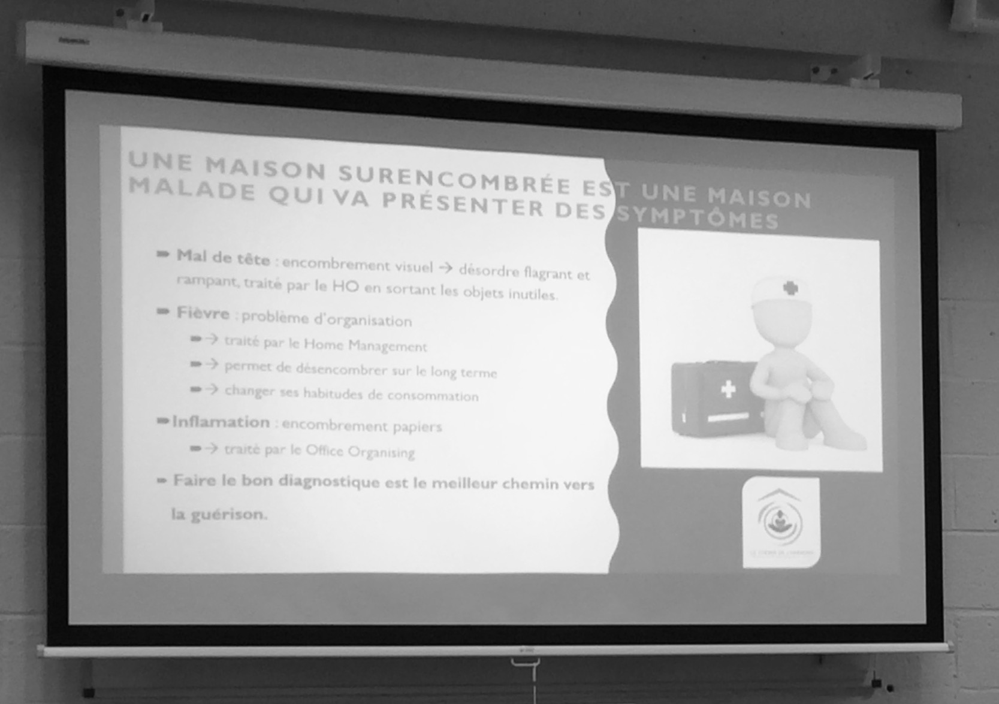 UNE MAISON SURENCOMBRÉE EST UNE MAISON
MALADE QUI VA PRÉSENTER DES SYMPTÔMES
Mal de tête : encombrement visuel → désordre flagrant et
rampant, traité par le HO en sortant les objets inutiles.
Fièvre : problème d'organisation
→ traité par le Home Management
→ permet de désencombrer sur le long terme
→ changer ses habitudes de consommation
Inflamation : encombrement papiers
→ traité par le Office Organising
Faire le bon diagnostique est le meilleur chemin vers
la guérison.